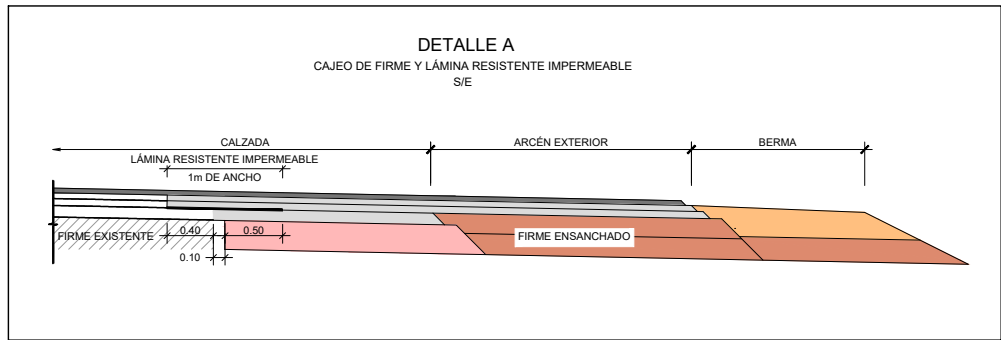 DETALLE A
CAJEO DE FIRME Y LÁMINA RESISTENTE IMPERMEABLE
S/E
CALZADA
ARCÉN EXTERIOR
BERMA
LÁMINA RESISTENTE IMPERMEABLE
1m DE ANCHO
FIRME EXISTENTE
0.40
0.50
FIRME ENSANCHADO
0.10